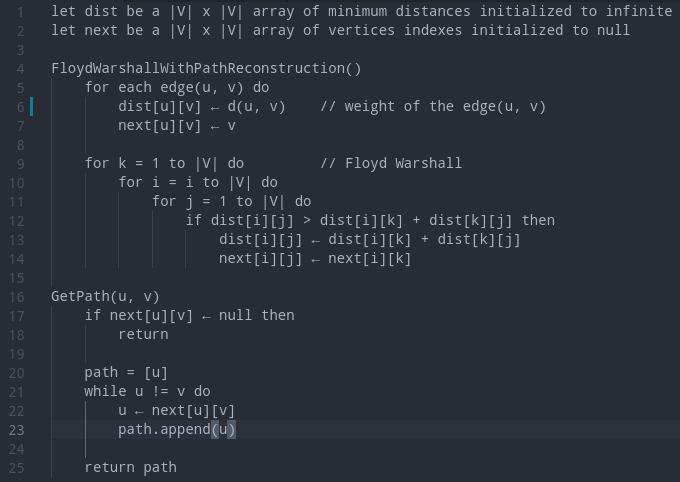 1 let dist be a |V| x |V| array of minimum distances initialized to infinite
2 let next be a |V| x |V| array of vertices indexes initialized to null
3
4 FloydWarshallWithPathReconstruction()
5 for each edge(u, v) do
6 dist[u][v] ← d(u, v) // weight of the edge(u, v)
7 next[u][v] ← v
8
9 for k = 1 to |V| do // Floyd Warshall
10 for i = i to |V| do
11 for j = 1 to |V| do
12 if dist[i][j] > dist[i][k] + dist[k][j] then
13 dist[i][j] ← dist[i][k] + dist[k][j]
14 next[i][j] ← next[i][k]
15
16 GetPath(u, v)
17 if next[u][v] ← null then
18 return
19
20 path = [u]
21 while u != v do
22 u ← next[u][v]
23 path.append(u)
24
25 return path